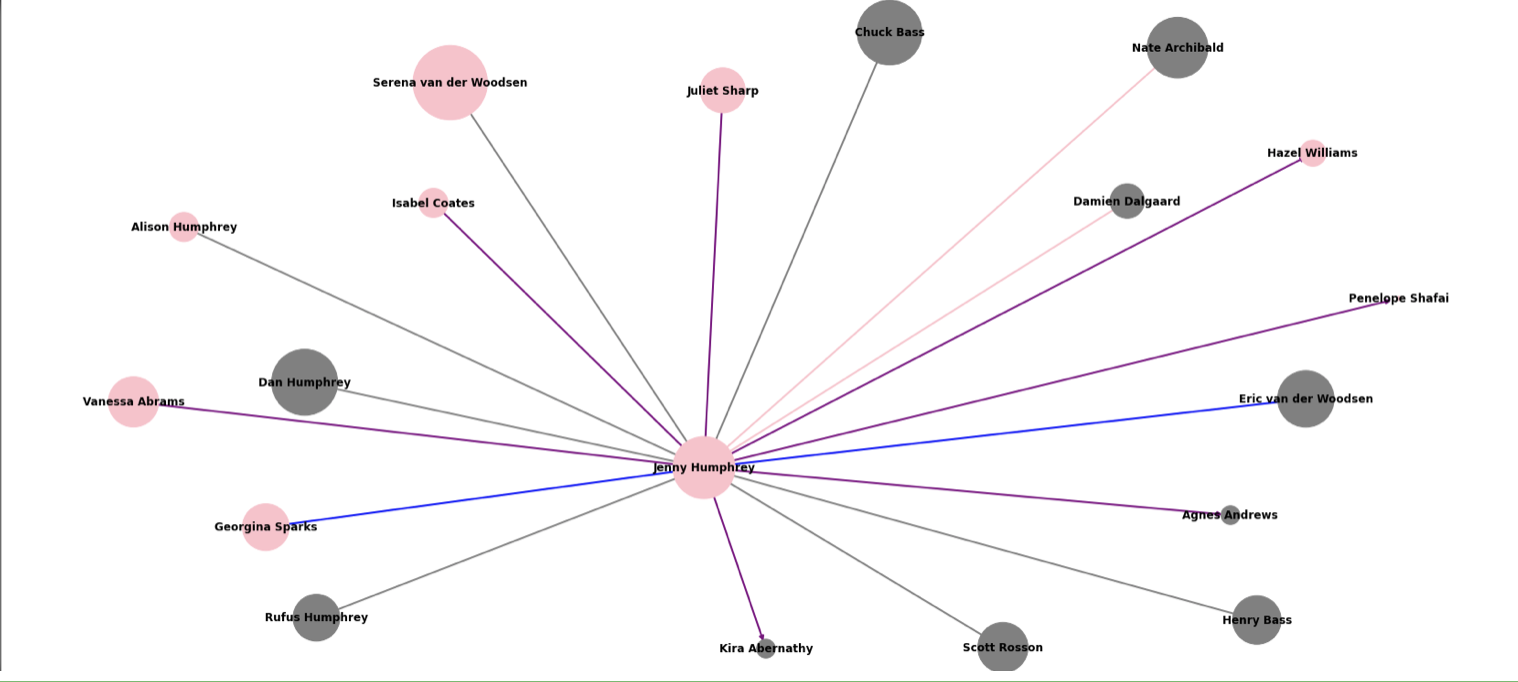 Chuck Bass
Nate Archibald
Serena van der Woodsen
Juliet Sharp
Hazel Williams
Isabel Coates
Damien Dalgaard
Alison Humphrey
Penelope Shafai
Dan Humphrey
Vanessa Abrams
Eric van der Woodsen
Jenny Humphrey
Agnes Andrews
Georgina Sparks
Rufus Humphrey
Henry Bass
Kira Abernathy
Scott Rosson